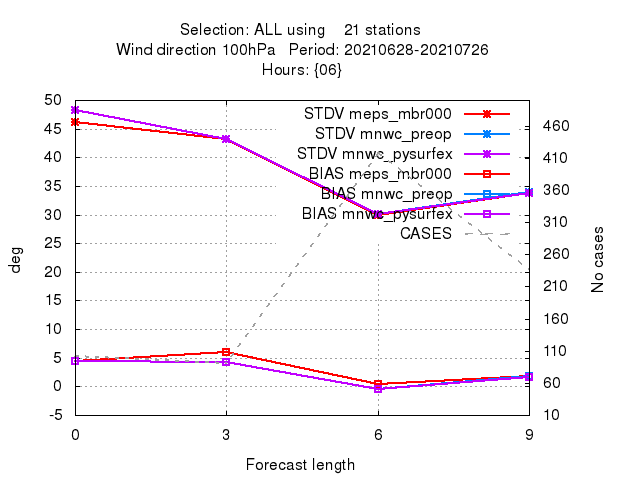 Selection: ALL using 21 stations
Wind direction 100hPa Period: 20210628-20210726
Hours: {06}
STDV meps_mbr000
STDV mnwc_preop
STDV mnwc_pysurfex
BIAS meps_mbr000
BIAS mnwc_preop
BIAS mnwc_pysurfex
CASES
50
45
40
35
30
25
20
15
10
5
0
-5
deg
460
410
360
310
260
210
160
110
60
10
No cases
0 3 6 9
Forecast length